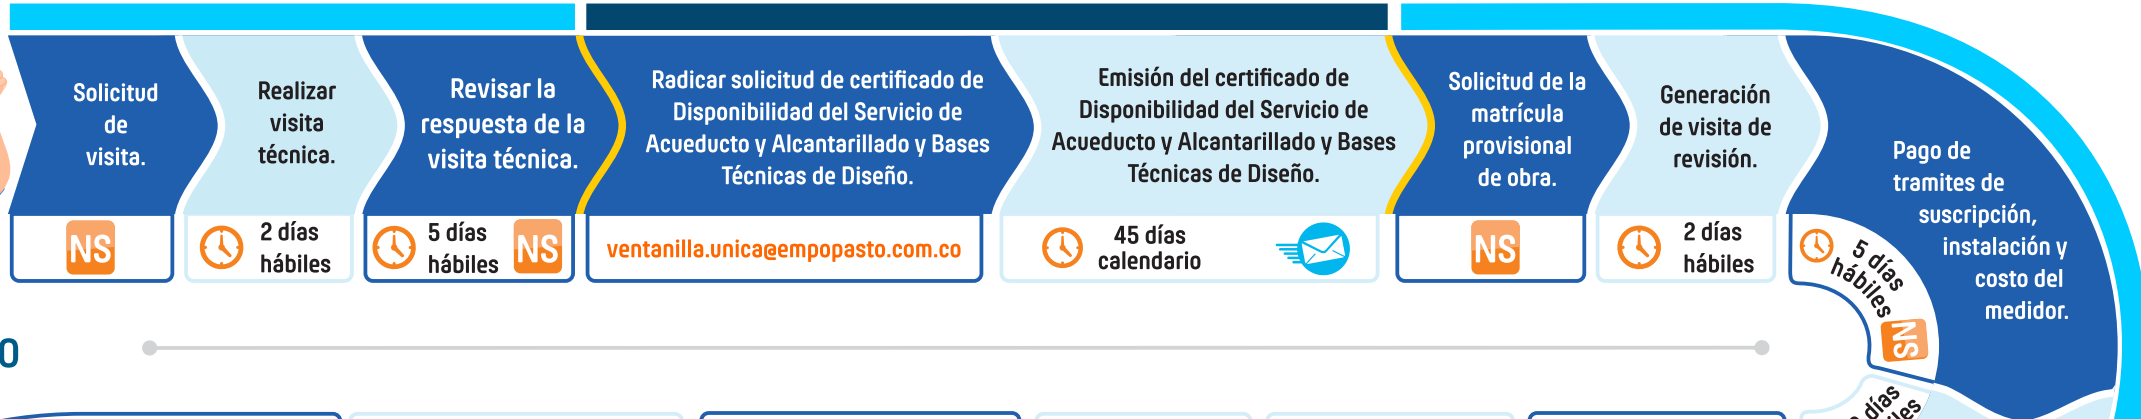 Solicitud
de
visita.
NS
Realizar
visita
técnica.
2 días
hábiles
Revisar la
respuesta de la
visita técnica.
5 días
hábiles
NS
Radicar solicitud de certificado de
Disponibilidad del Servicio de
Acueducto y Alcantarillado y Bases
Técnicas de Diseño.
ventanilla.unica@empopasto.com.co
Emisión del certificado de
Disponibilidad del Servicio de
Acueducto y Alcantarillado y Bases
Técnicas de Diseño.
45 días
calendario
Solicitud de la
matrícula
provisional
de obra.
NS
Generación
de visita de
revisión.
2 días
hábiles
Pago de
tramites de
suscripción,
instalación y
costo del
medidor.
5 días
hábiles
NS
O
días